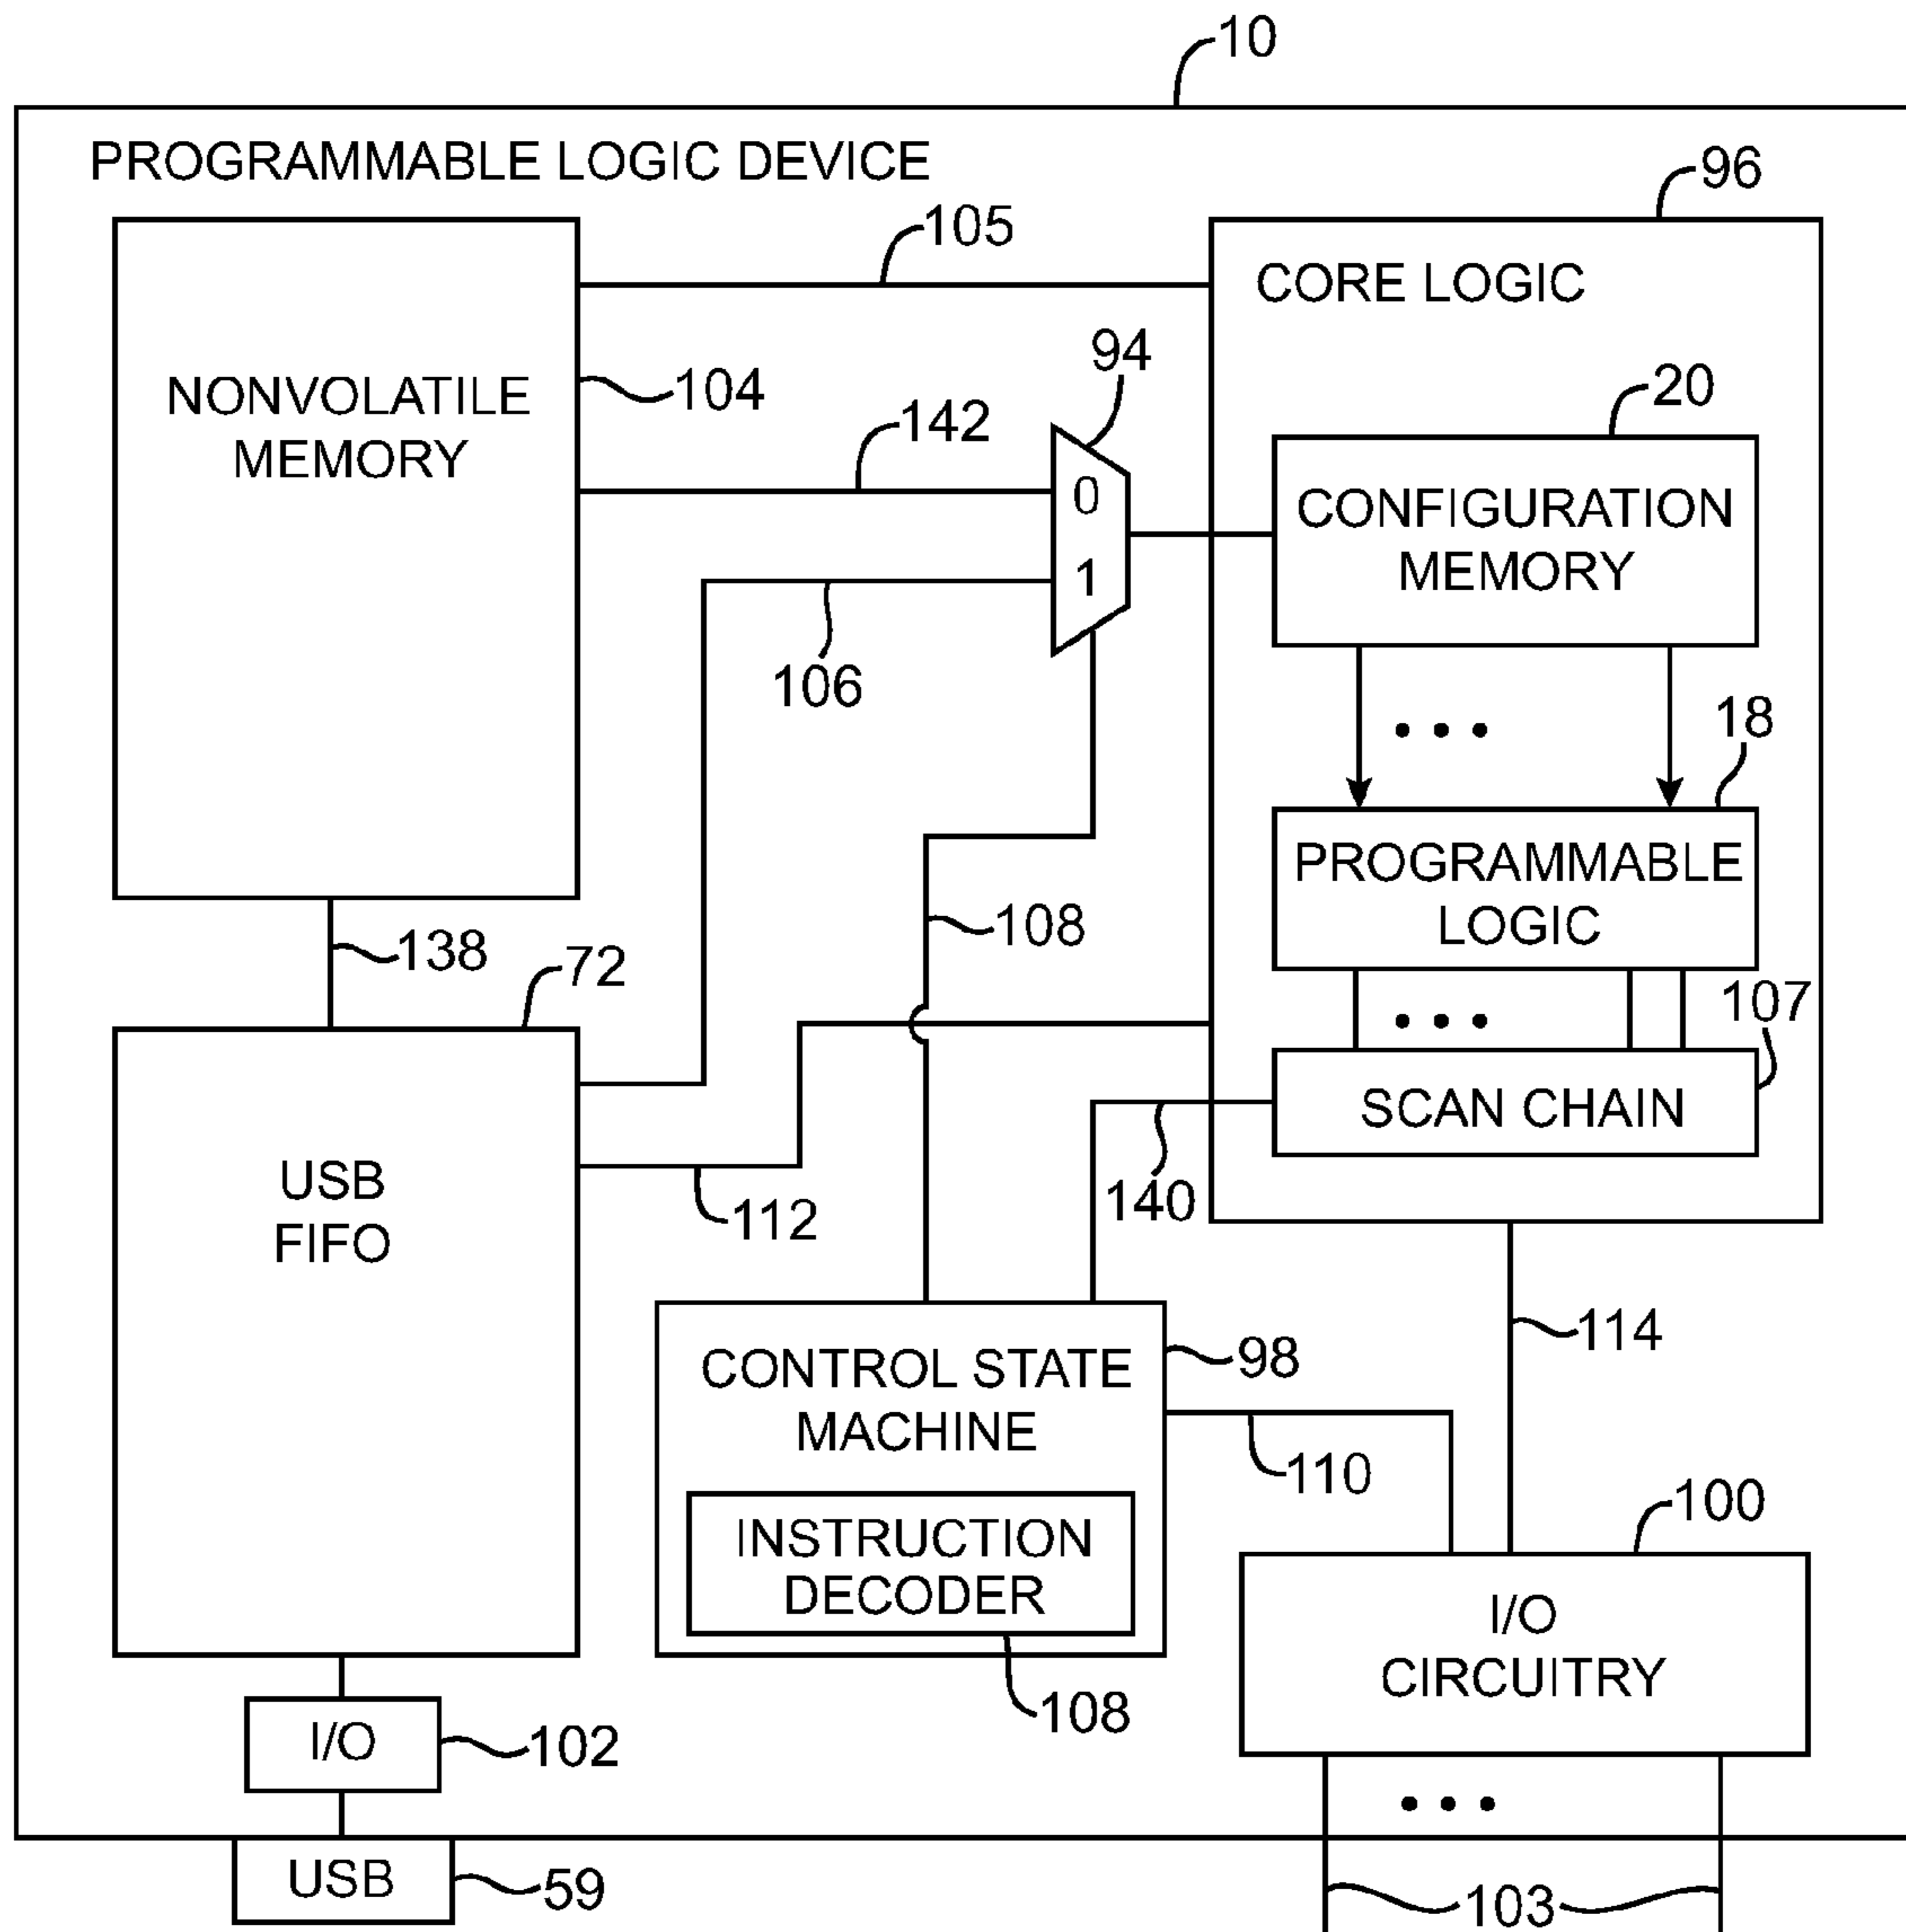 10
PROGRAMMABLE LOGIC DEVICE
96
105
CORE LOGIC
94
NONVOLATILE
MEMORY
104
142
20
0
1
CONFIGURATION
MEMORY
106
18
PROGRAMMABLE
LOGIC
108
138
72
107
SCAN CHAIN
USB
FIFO
112
140
114
CONTROL STATE
MACHINE
98
110
100
INSTRUCTION
DECODER
108
I/O
CIRCUITRY
I/O
102
USB
59
103